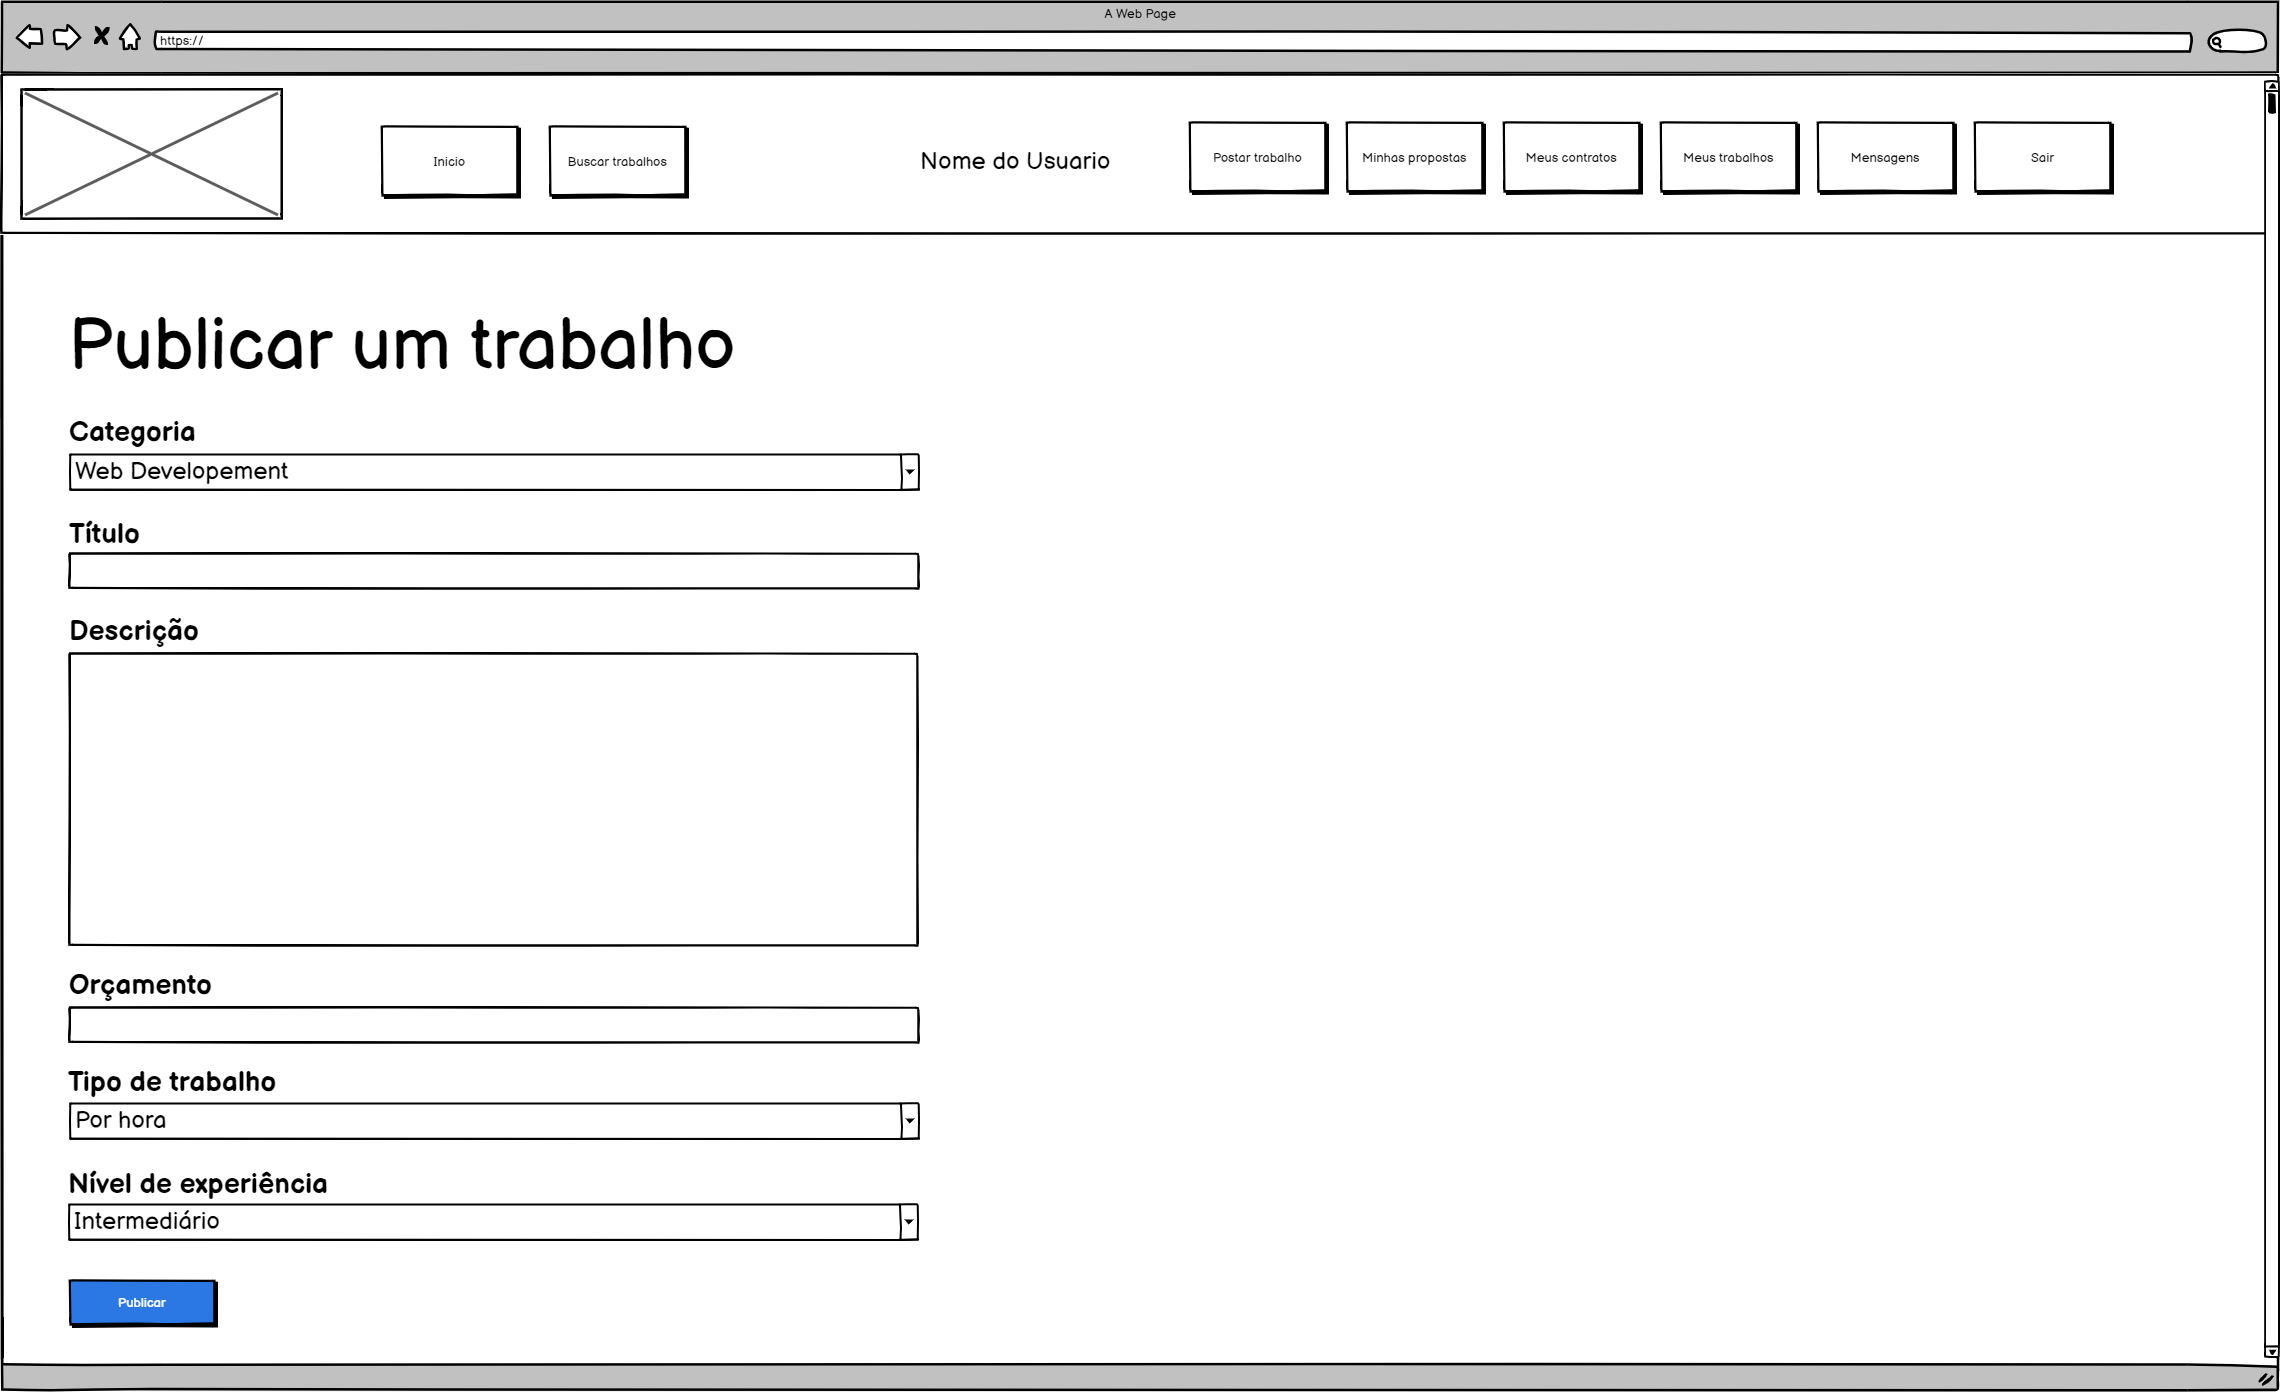 A Web Page
https://
Inicio
Buscar trabalhos
Nome do Usuario
Postar trabalho
Minhas propostas
Meus contratos
Meus trabalhos
Mensagens
Sair
Publicar um trabalho
Categoria
Web Developement
Título
Descrição
Orçamento
Tipo de trabalho
Por hora
Nível de experiência
Intermediário
Publicar